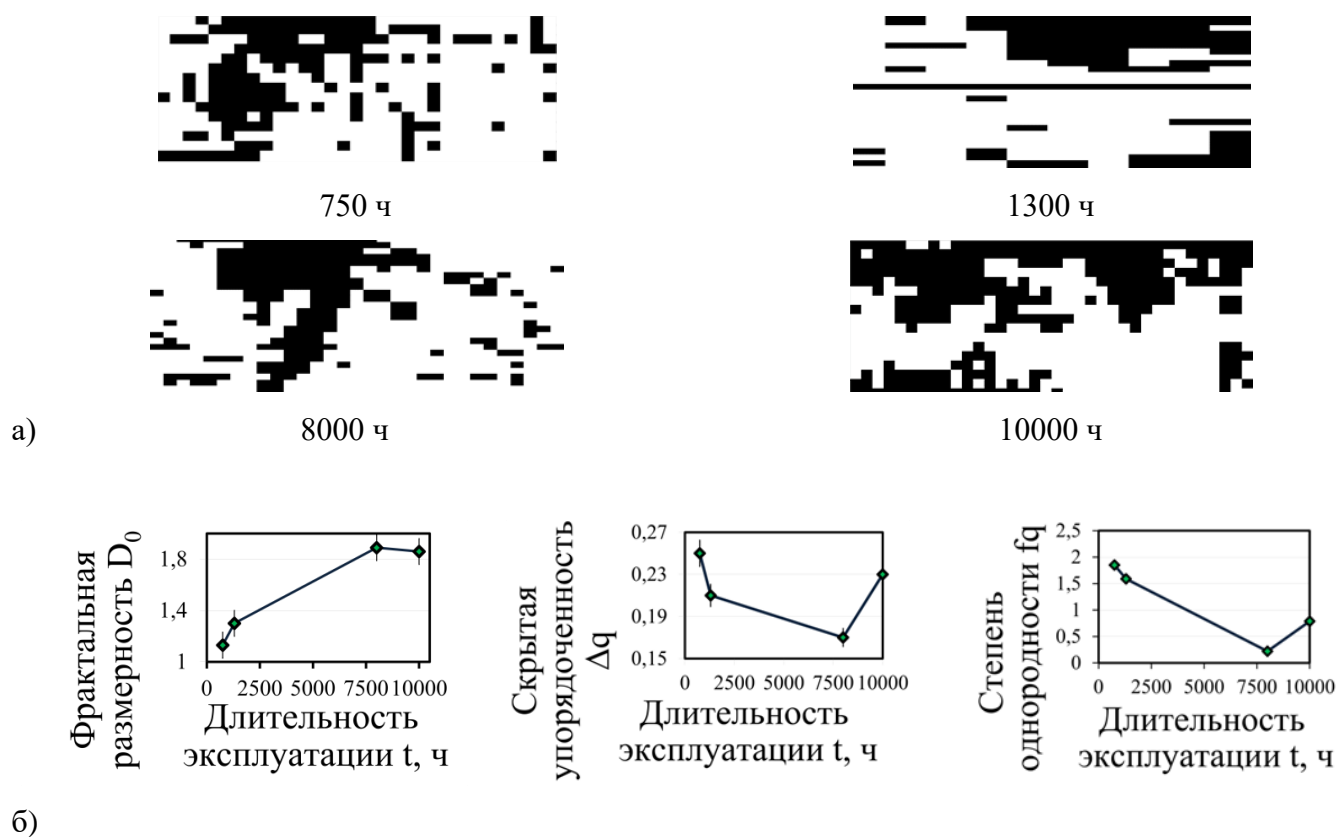 750 ч
1300 ч
8000 ч
10000 ч
а)
Фрактальная
размерность D₀
1,8
1,4
1
0 2500 5000 7500 10000
Длительность
эксплуатации t, ч
Скрытая
упорядоченность
Δq
0,27
0,23
0,19
0,15
0 2500 5000 7500 10000
Длительность
эксплуатации t, ч
Степень
однородности fq
2,5
2
1,5
1
0,5
0
0 2500 5000 7500 10000
Длительность
эксплуатации t, ч
б)